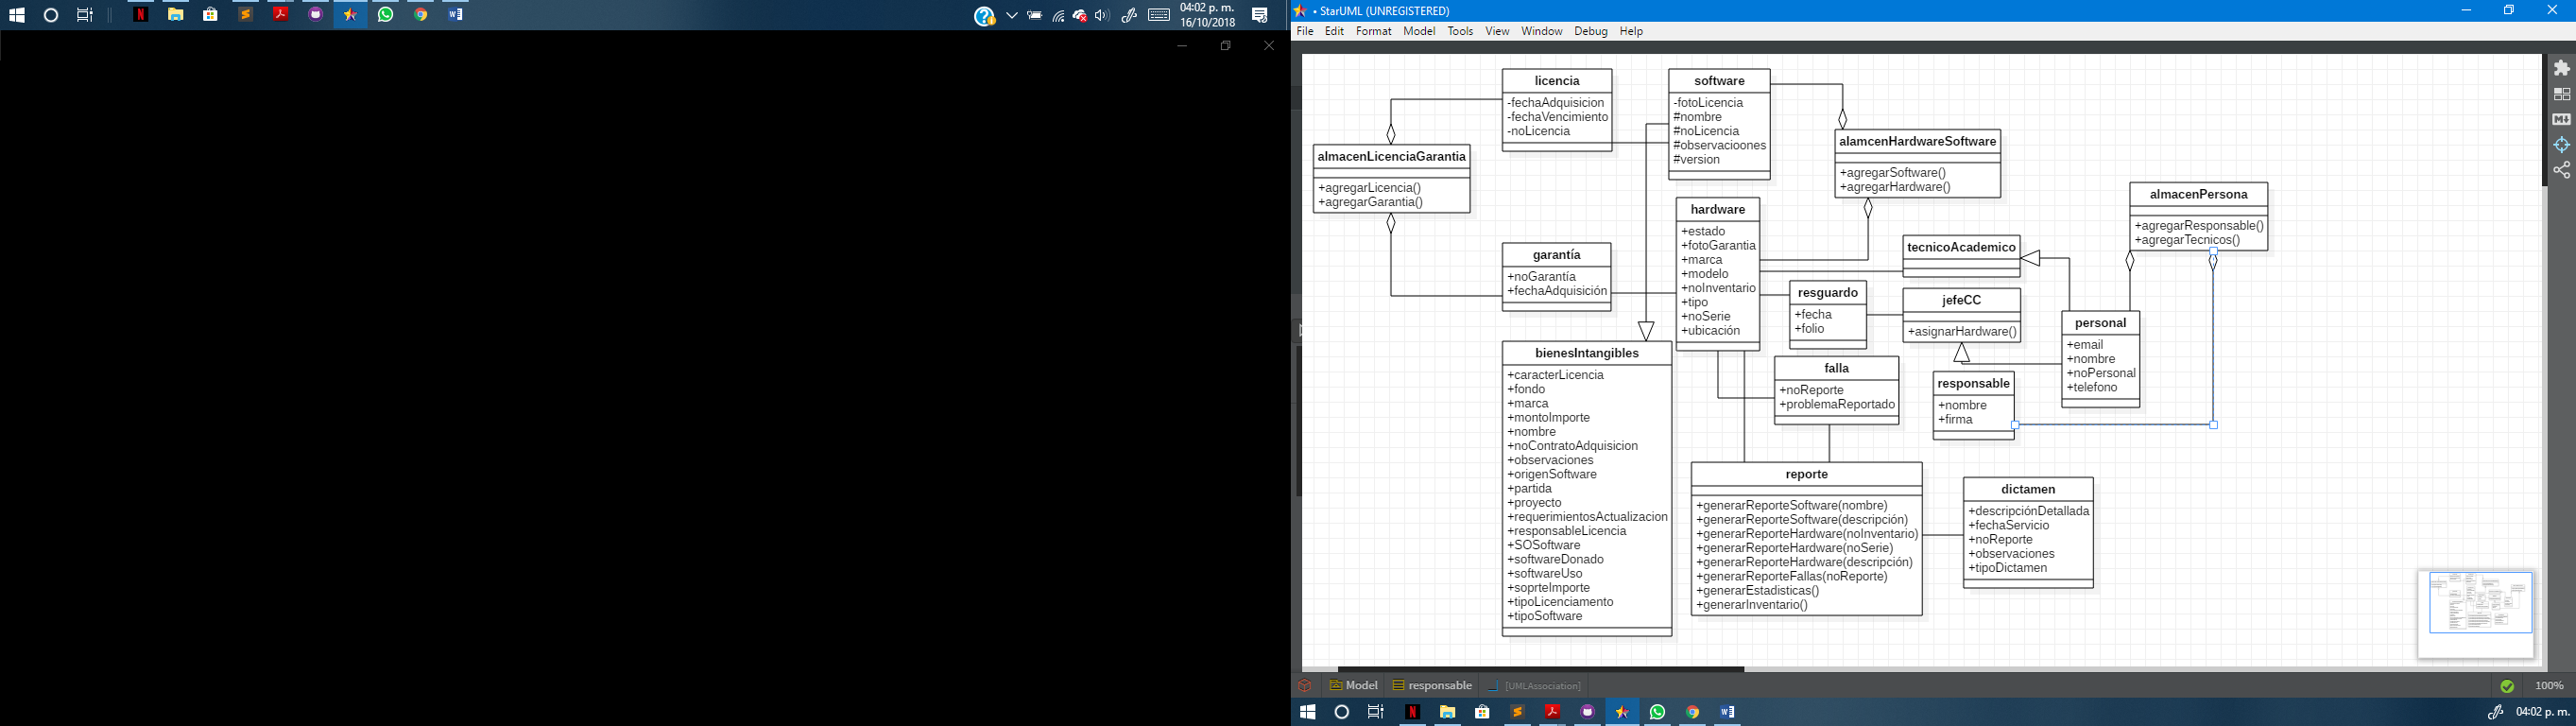 04:02 p. m.
16/10/2018
• StarUML (UNREGISTERED)
File Edit Format Model Tools View Window Debug Help
licencia
-fechaAdquisicion
-fechaVencimiento
-noLicencia
software
-fotoLicencia
#nombre
#noLicencia
#observacioones
#version
almacenLicenciaGarantia
+agregarLicencia()
+agregarGarantia()
alamcenHardwareSoftware
+agregarSoftware()
+agregarHardware()
almacenPersona
+agregarResponsable()
+agregarTecnicos()
hardware
+estado
+fotoGarantia
+marca
+modelo
+noInventario
+tipo
+noSerie
+ubicación
garantía
+noGarantía
+fechaAdquisición
tecnicoAcademico
resguardo
+fecha
+folio
jefeCC
+asignarHardware()
personal
+email
+nombre
+noPersonal
+telefono
bienesIntangibles
+caracterLicencia
+fondo
+marca
+montoImporte
+nombre
+noContratoAdquisicion
+observaciones
+origenSoftware
+partida
+proyecto
+requerimientosActualizacion
+responsableLicencia
+SOSoftware
+softwareDonado
+softwareUso
+soprteImporte
+tipoLicenciamento
+tipoSoftware
falla
+noReporte
+problemaReportado
responsable
+nombre
+firma
reporte
+generarReporteSoftware(nombre)
+generarReporteSoftware(descripción)
+generarReporteHardware(noInventario)
+generarReporteHardware(noSerie)
+generarReporteHardware(descripción)
+generarReporteFallas(noReporte)
+generarEstadisticas()
+generarInventario()
dictamen
+descripciónDetallada
+fechaServicio
+noReporte
+observaciones
+tipoDictamen
Model responsable [UMLAssociation] 100%
04:02 p. m.